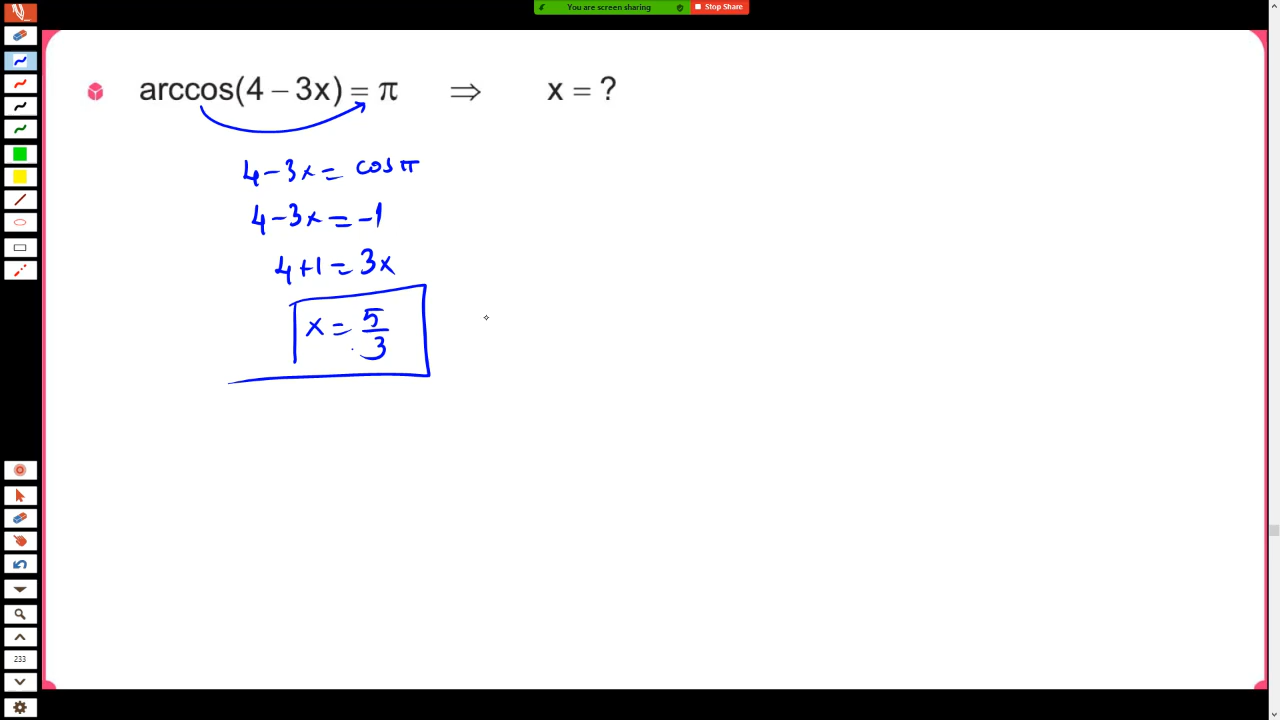 You are screen sharing Stop Share
arccos(4 – 3x) = π ⇒ x = ?
4-3x = cos π
4-3x = -1
4+1 = 3x
x = 5/3
233